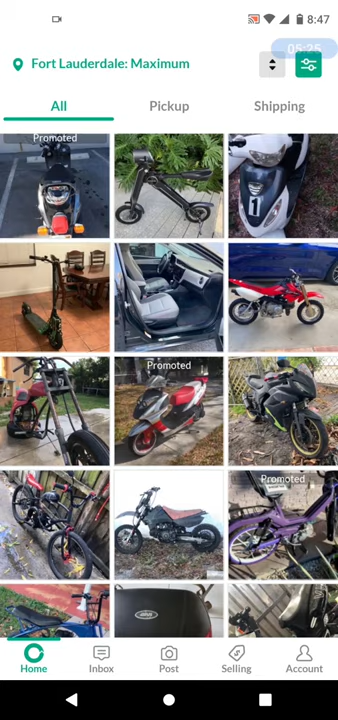 8:47
05:25
Fort Lauderdale: Maximum
All
Pickup
Shipping
Promoted
Promoted
Promoted
Home
Inbox
Post
Selling
Account